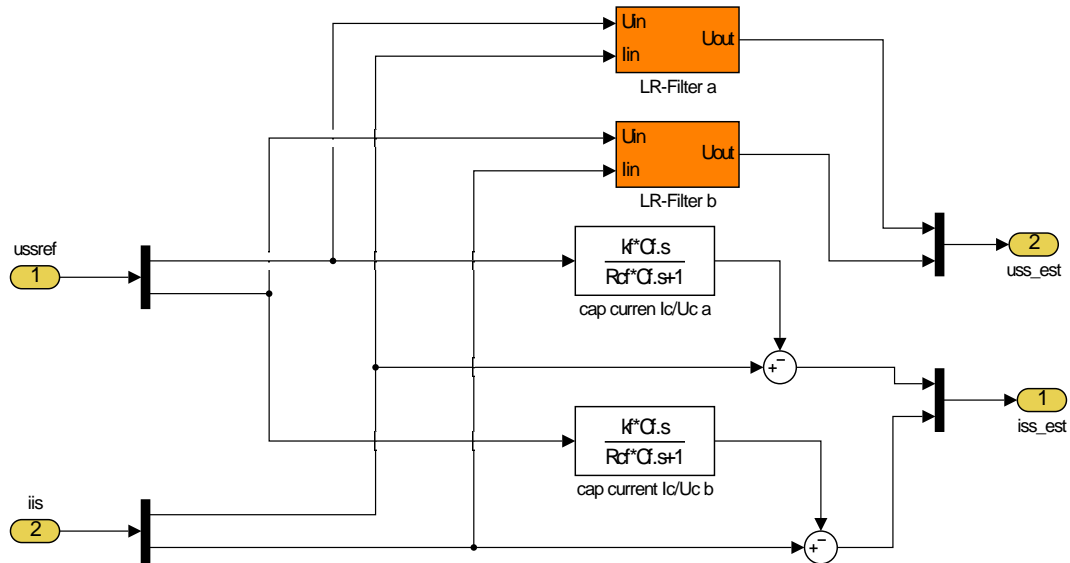 Uin
Iin
Uout
LR-Filter a
Uin
Iin
Uout
LR-Filter b
ussref
1
kf*Cf.s
Rcf*Cf.s+1
cap curren Ic/Uc a
2
uss_est
+
−
1
iss_est
kf*Cf.s
Rcf*Cf.s+1
cap current Ic/Uc b
iis
2
+
−